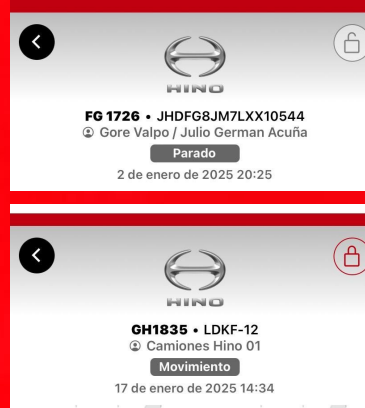 HINO
FG 1726 • JHDFG8JM7LXX10544
Gore Valpo / Julio German Acuña
Parado
2 de enero de 2025 20:25
HINO
GH1835 • LDKF-12
Camiones Hino 01
Movimiento
17 de enero de 2025 14:34